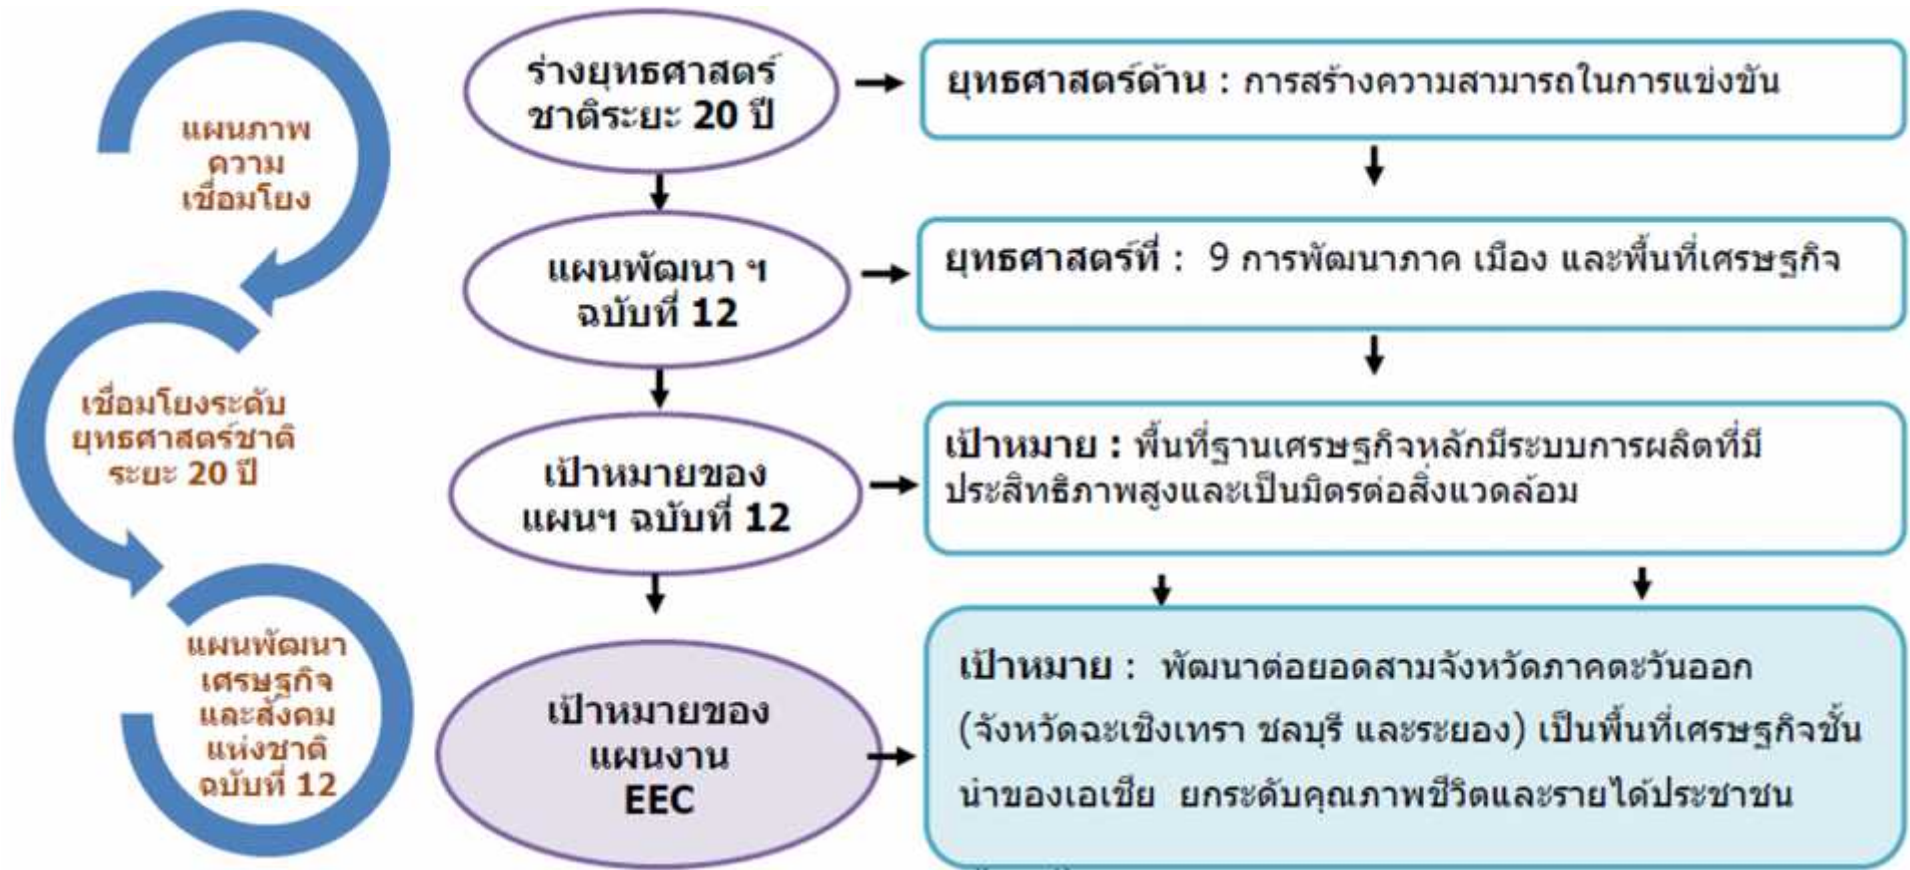 แผนภาพ
ความ
เชื่อมโยง
เชื่อมโยงระดับ
ยุทธศาสตร์ชาติ
ระยะ 20 ปี
แผนพัฒนา
เศรษฐกิจ
และสังคม
แห่งชาติ
ฉบับที่ 12
ร่างยุทธศาสตร์
ชาติระยะ 20 ปี
ยุทธศาสตร์ด้าน : การสร้างความสามารถในการแข่งขัน
แผนพัฒนา ฯ
ฉบับที่ 12
ยุทธศาสตร์ที่ : 9 การพัฒนาภาค เมือง และพื้นที่เศรษฐกิจ
เป้าหมายของ
แผนฯ ฉบับที่ 12
เป้าหมาย : พื้นที่ฐานเศรษฐกิจหลักมีระบบการผลิตที่มี
ประสิทธิภาพสูงและเป็นมิตรต่อสิ่งแวดล้อม
เป้าหมายของ
แผนงาน
EEC
เป้าหมาย : พัฒนาต่อยอดสามจังหวัดภาคตะวันออก
(จังหวัดฉะเชิงเทรา ชลบุรี และระยอง) เป็นพื้นที่เศรษฐกิจชั้น
นำของเอเชีย ยกระดับคุณภาพชีวิตและรายได้ประชาชน